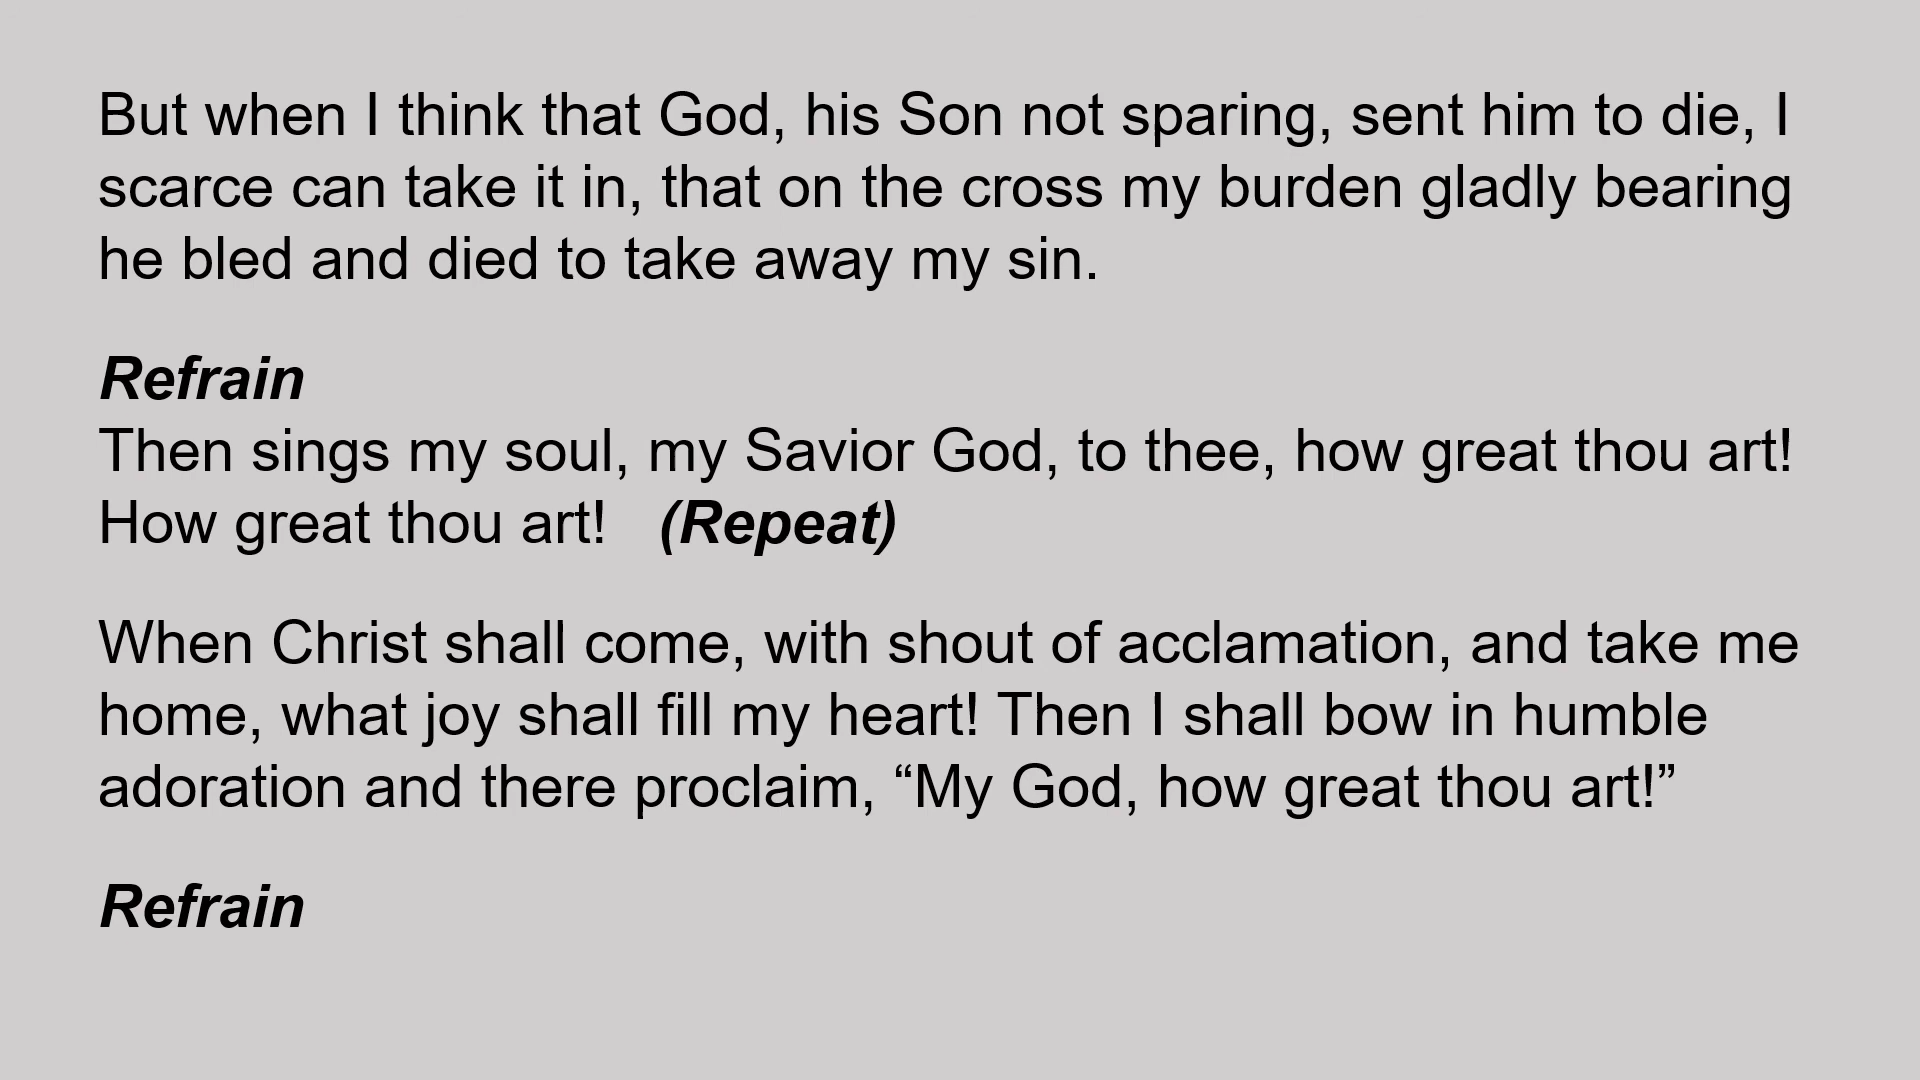 But when I think that God, his Son not sparing, sent him to die, I
scarce can take it in, that on the cross my burden gladly bearing
he bled and died to take away my sin.
Refrain
Then sings my soul, my Savior God, to thee, how great thou art!
How great thou art! (Repeat)
When Christ shall come, with shout of acclamation, and take me
home, what joy shall fill my heart! Then I shall bow in humble
adoration and there proclaim, “My God, how great thou art!”
Refrain